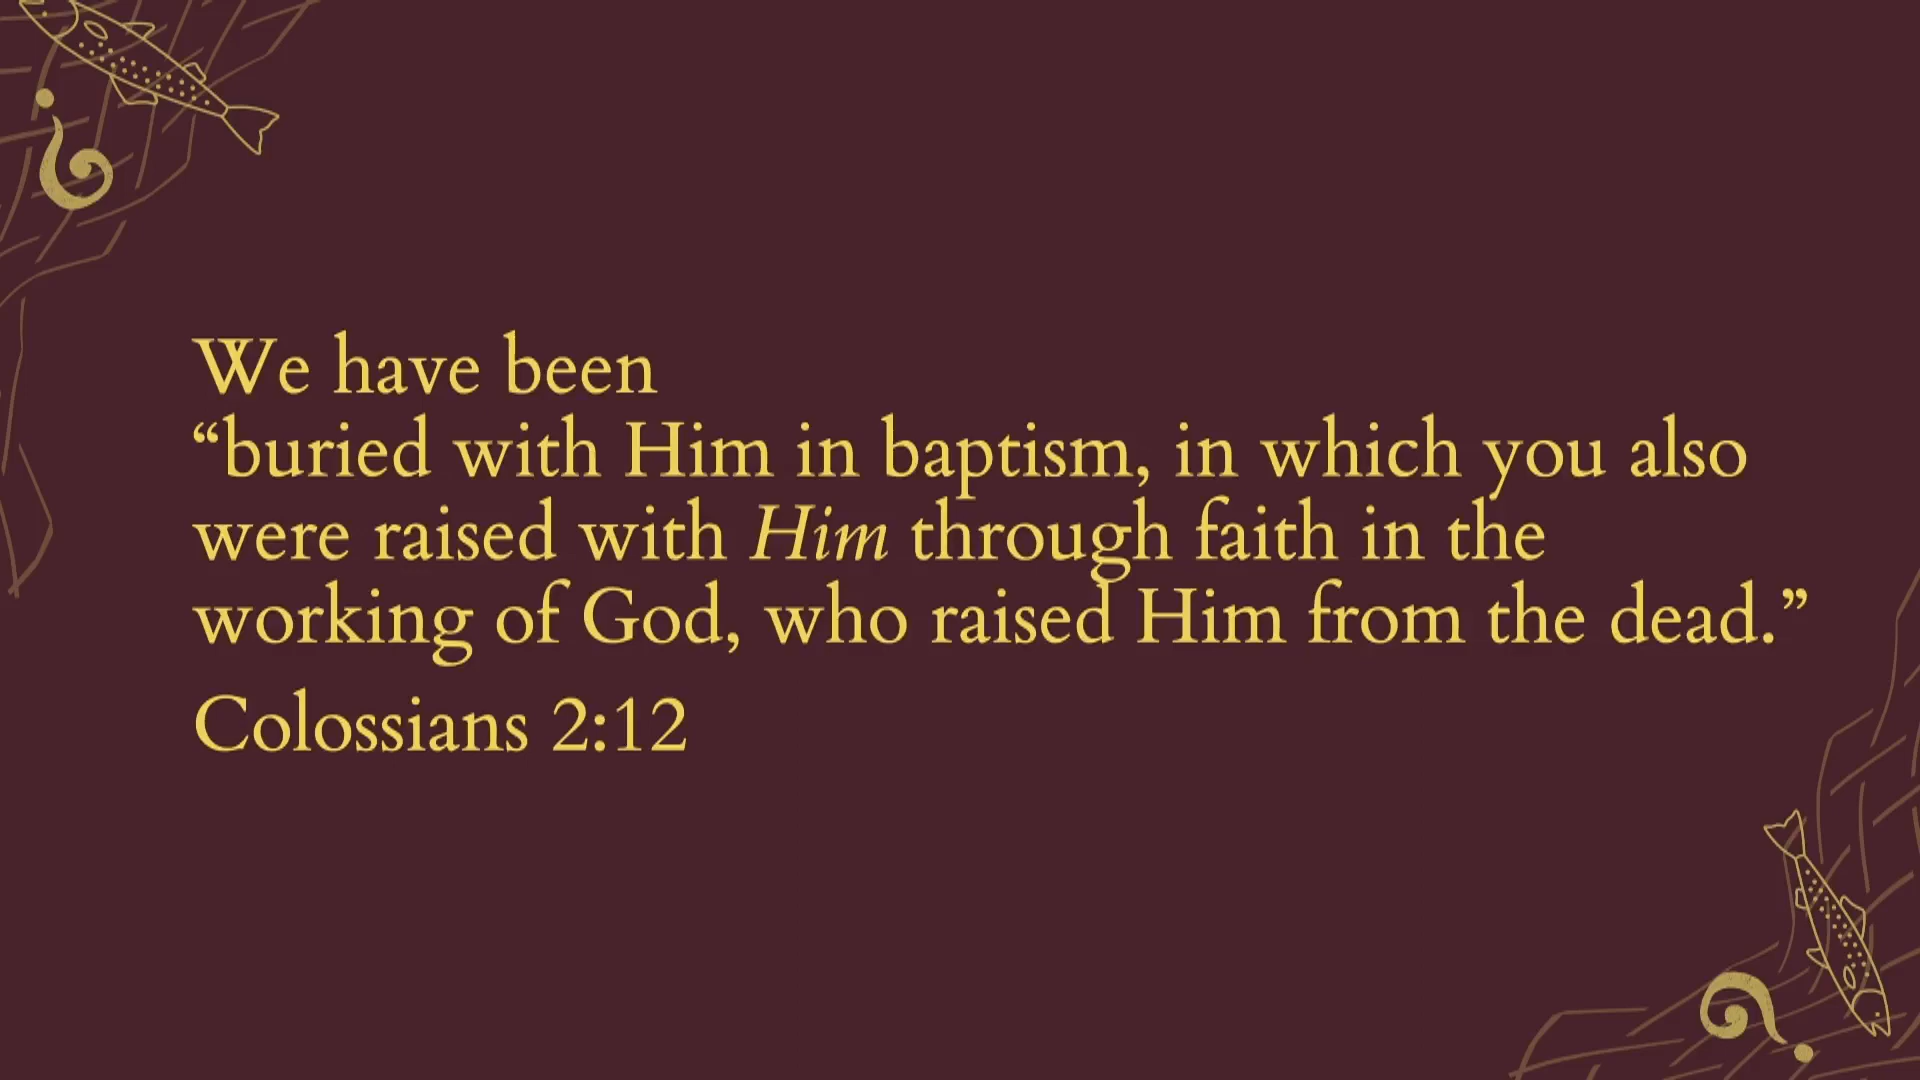 We have been
“buried with Him in baptism, in which you also
were raised with Him through faith in the
working of God, who raised Him from the dead.”
Colossians 2:12